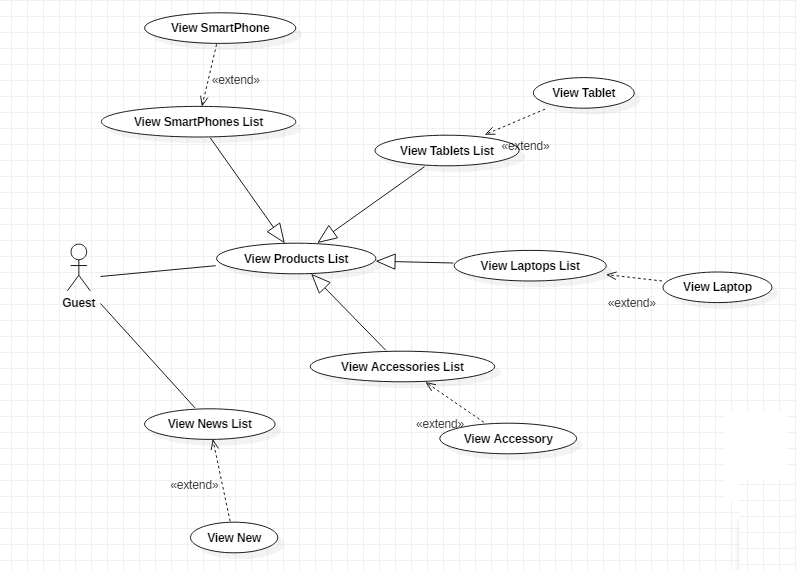 View SmartPhone
«extend»
View SmartPhones List
View Tablet
View Tablets List
«extend»
View Products List
View Laptops List
Guest
View Laptop
«extend»
View Accessories List
View News List
«extend»
View Accessory
«extend»
View New